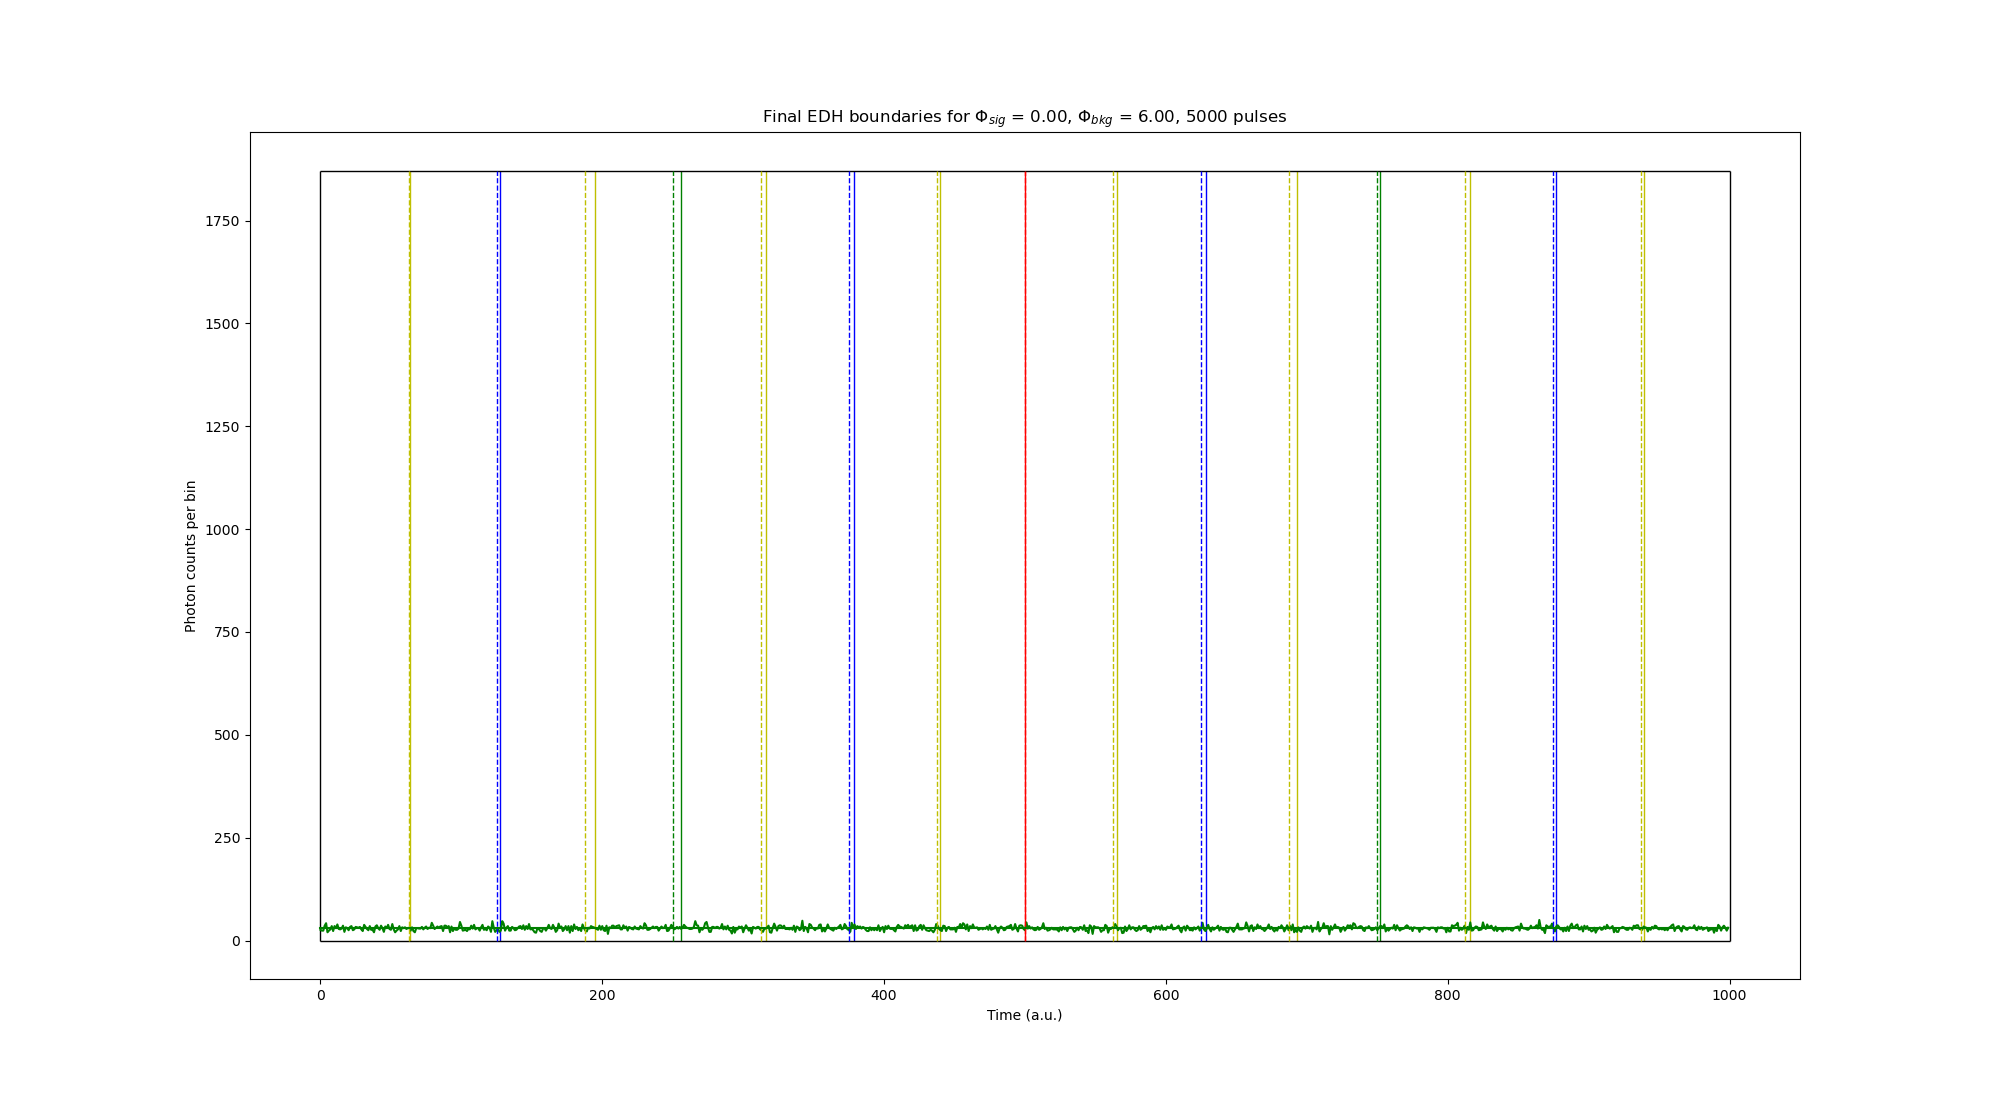 Final EDH boundaries for Φsig = 0.00, Φbkg = 6.00, 5000 pulses
1750
1500
1250
1000
750
500
250
0
Photon counts per bin
0 200 400 600 800 1000
Time (a.u.)